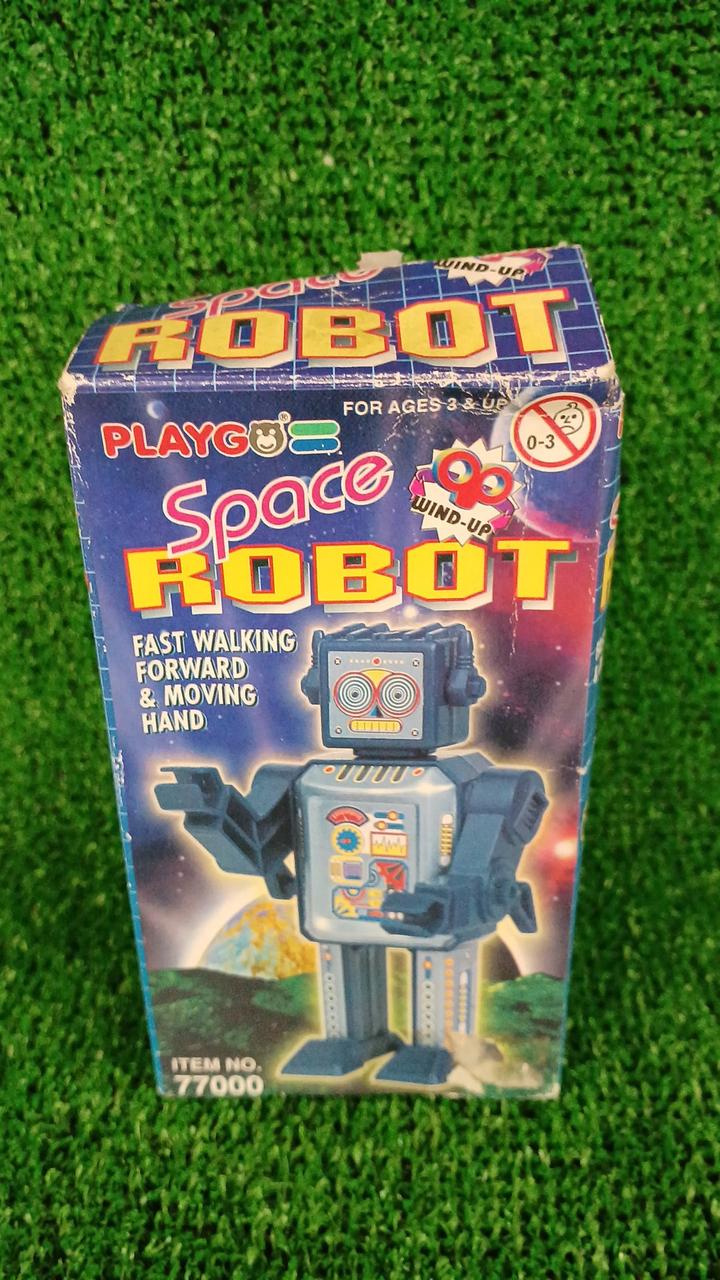 Space
WIND-UP
ROBOT
FOR AGES 3 & UP
PLAYGO
®
0-3
Space
WIND-UP
ROBOT
FAST WALKING
FORWARD
& MOVING
HAND
ITEM NO.
77000